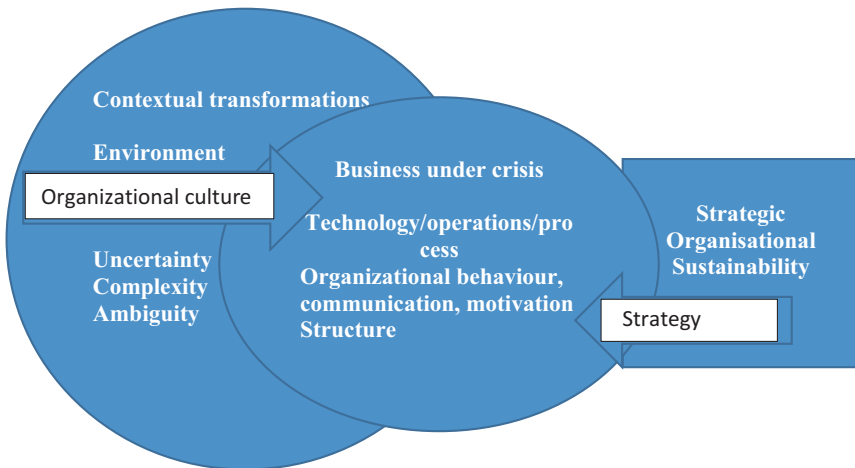 Contextual transformations
Environment
Organizational culture
Uncertainty
Complexity
Ambiguity
Business under crisis
Technology/operations/pro
cess
Organizational behaviour,
communication, motivation
Structure
Strategic
Organisational
Sustainability
Strategy